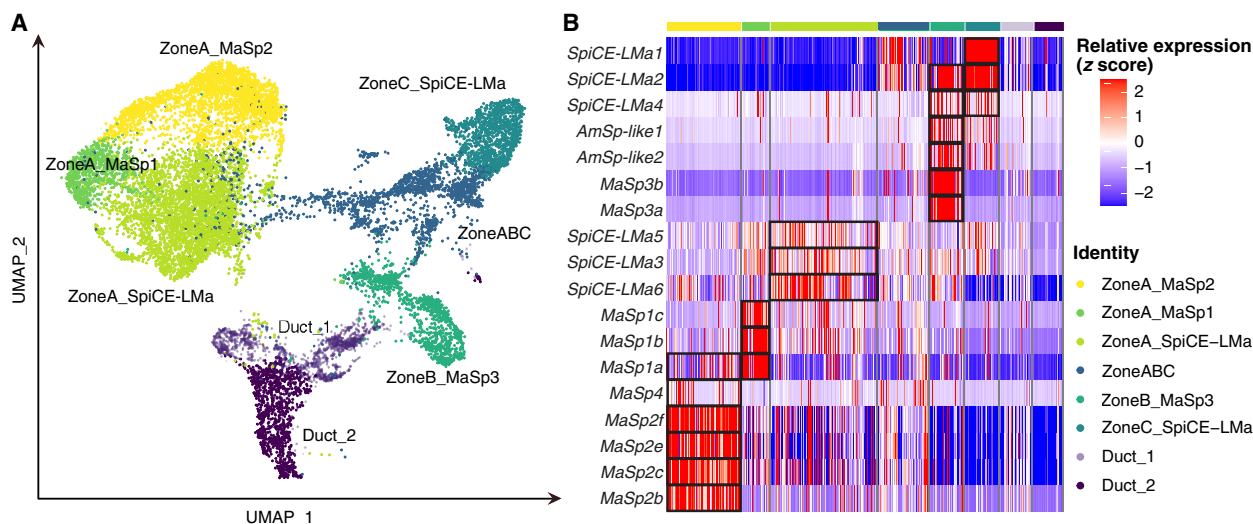 A
ZoneA_MaSp2
ZoneC_SpiCE-LMa
ZoneA_MaSp1
ZoneABC
ZoneA_SpiCE-LMa
Duct_1
ZoneB_MaSp3
Duct_2
UMAP_2
UMAP_1
B
SpiCE-LMa1
SpiCE-LMa2
SpiCE-LMa4
AmSp-like1
AmSp-like2
MaSp3b
MaSp3a
SpiCE-LMa5
SpiCE-LMa3
SpiCE-LMa6
MaSp1c
MaSp1b
MaSp1a
MaSp4
MaSp2f
MaSp2e
MaSp2c
MaSp2b
Relative expression
(z score)
2
1
0
−1
−2
Identity
ZoneA_MaSp2
ZoneA_MaSp1
ZoneA_SpiCE−LMa
ZoneABC
ZoneB_MaSp3
ZoneC_SpiCE−LMa
Duct_1
Duct_2